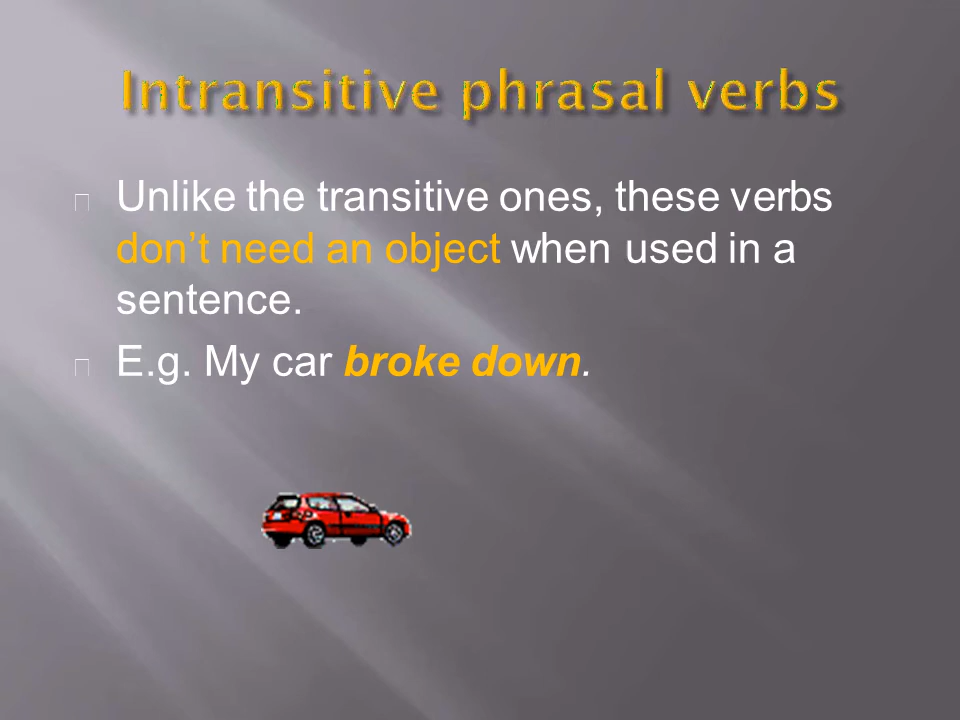 Intransitive phrasal verbs
Unlike the transitive ones, these verbs
don’t need an object when used in a
sentence.
E.g. My car broke down.